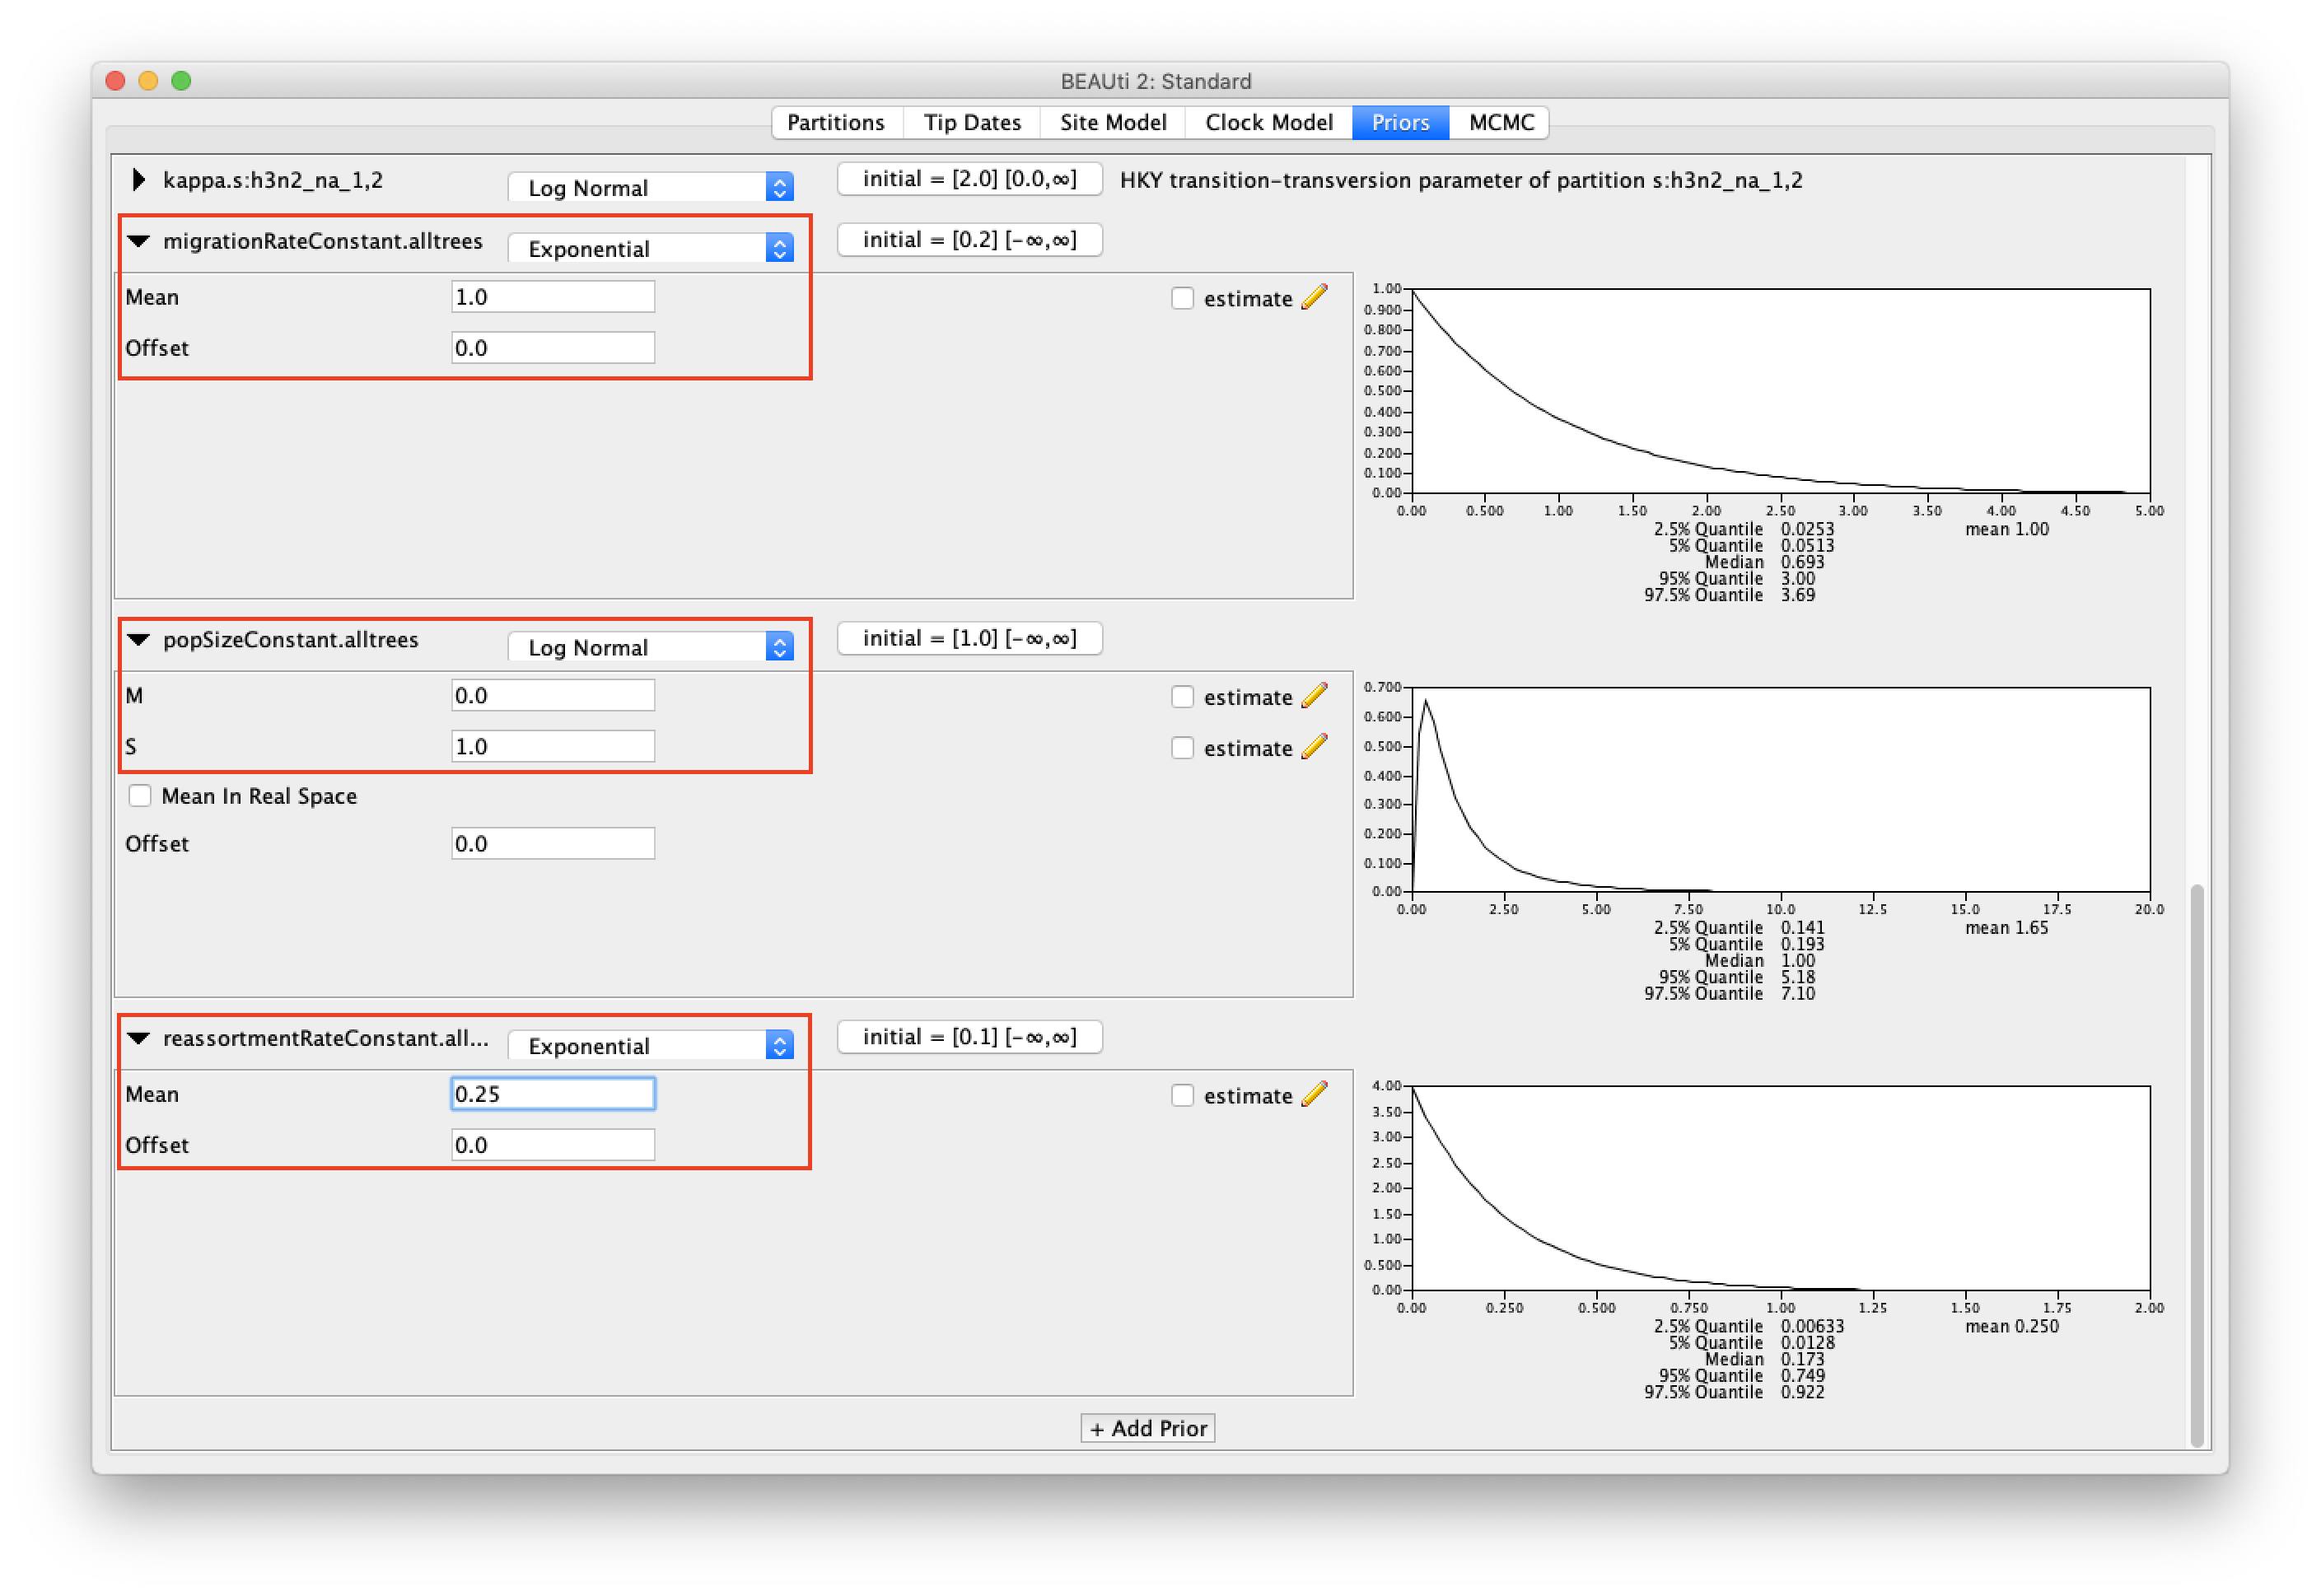 BEAUti 2: Standard
Partitions Tip Dates Site Model Clock Model Priors MCMC
kappa.s:h3n2_na_1,2 Log Normal initial = [2.0] [0.0,∞] HKY transition-transversion parameter of partition s:h3n2_na_1,2
migrationRateConstant.alltrees Exponential initial = [0.2] [-∞,∞]
Mean 1.0 estimate
Offset 0.0
1.00
0.900
0.800
0.700
0.600
0.500
0.400
0.300
0.200
0.100
0.00
0.00 0.500 1.00 1.50 2.00 2.50 3.00 3.50 4.00 4.50 5.00
2.5% Quantile 0.0253 mean 1.00
5% Quantile 0.0513
Median 0.693
95% Quantile 3.00
97.5% Quantile 3.69
popSizeConstant.alltrees Log Normal initial = [1.0] [-∞,∞]
M 0.0 estimate
S 1.0 estimate
Mean In Real Space
Offset 0.0
0.700
0.600
0.500
0.400
0.300
0.200
0.100
0.00
0.00 2.50 5.00 7.50 10.0 12.5 15.0 17.5 20.0
2.5% Quantile 0.141 mean 1.65
5% Quantile 0.193
Median 1.00
95% Quantile 5.18
97.5% Quantile 7.10
reassortmentRateConstant.all... Exponential initial = [0.1] [-∞,∞]
Mean 0.25 estimate
Offset 0.0
4.00
3.50
3.00
2.50
2.00
1.50
1.00
0.500
0.00
0.00 0.250 0.500 0.750 1.00 1.25 1.50 1.75 2.00
2.5% Quantile 0.00633 mean 0.250
5% Quantile 0.0128
Median 0.173
95% Quantile 0.749
97.5% Quantile 0.922
+ Add Prior